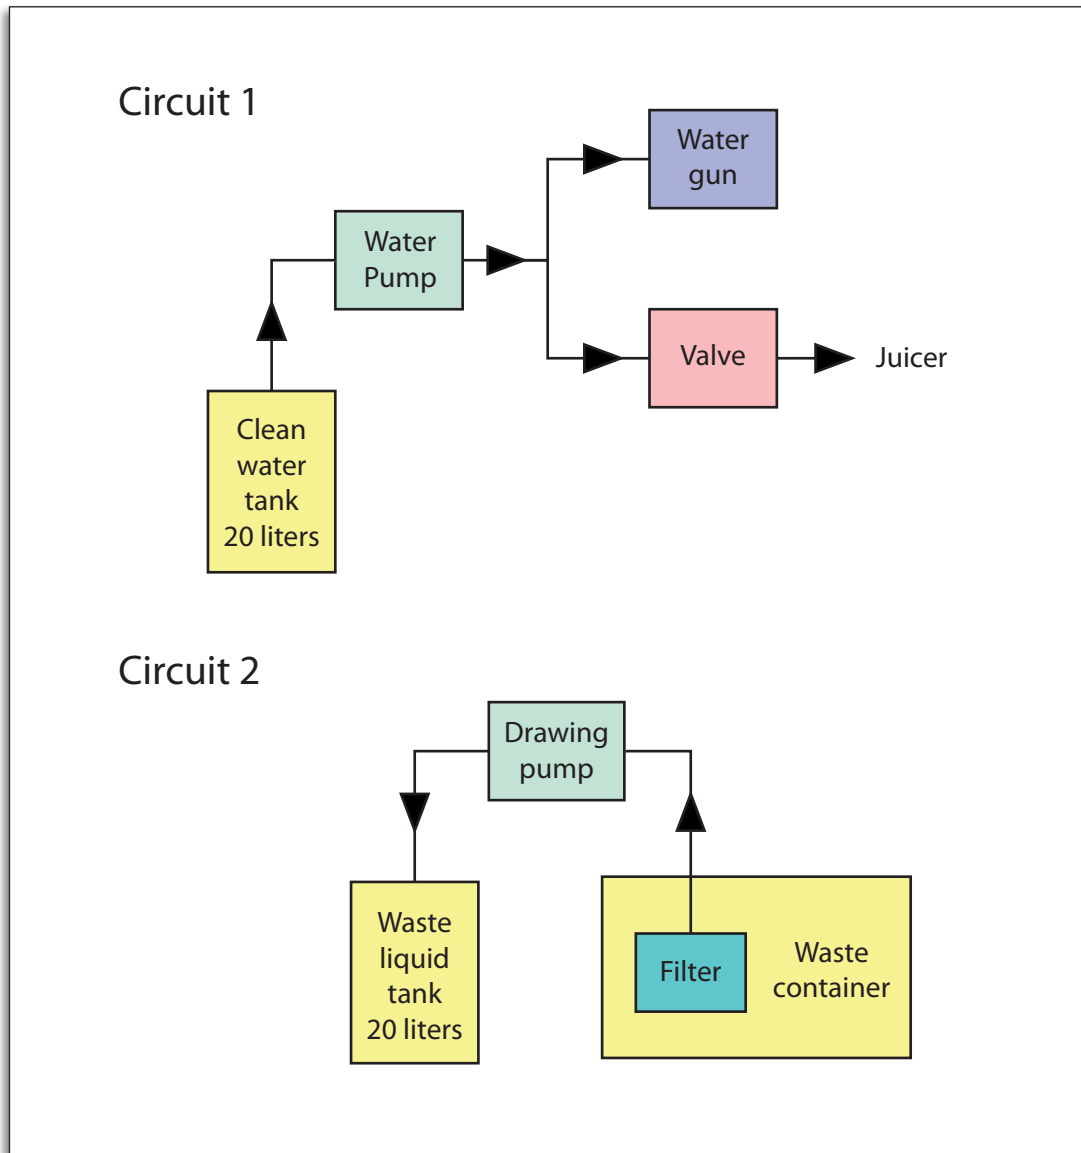 Circuit 1
Water
gun
Water
Pump
Valve
Juicer
Clean
water
tank
20 liters
Circuit 2
Drawing
pump
Waste
liquid
tank
20 liters
Filter
Waste
container